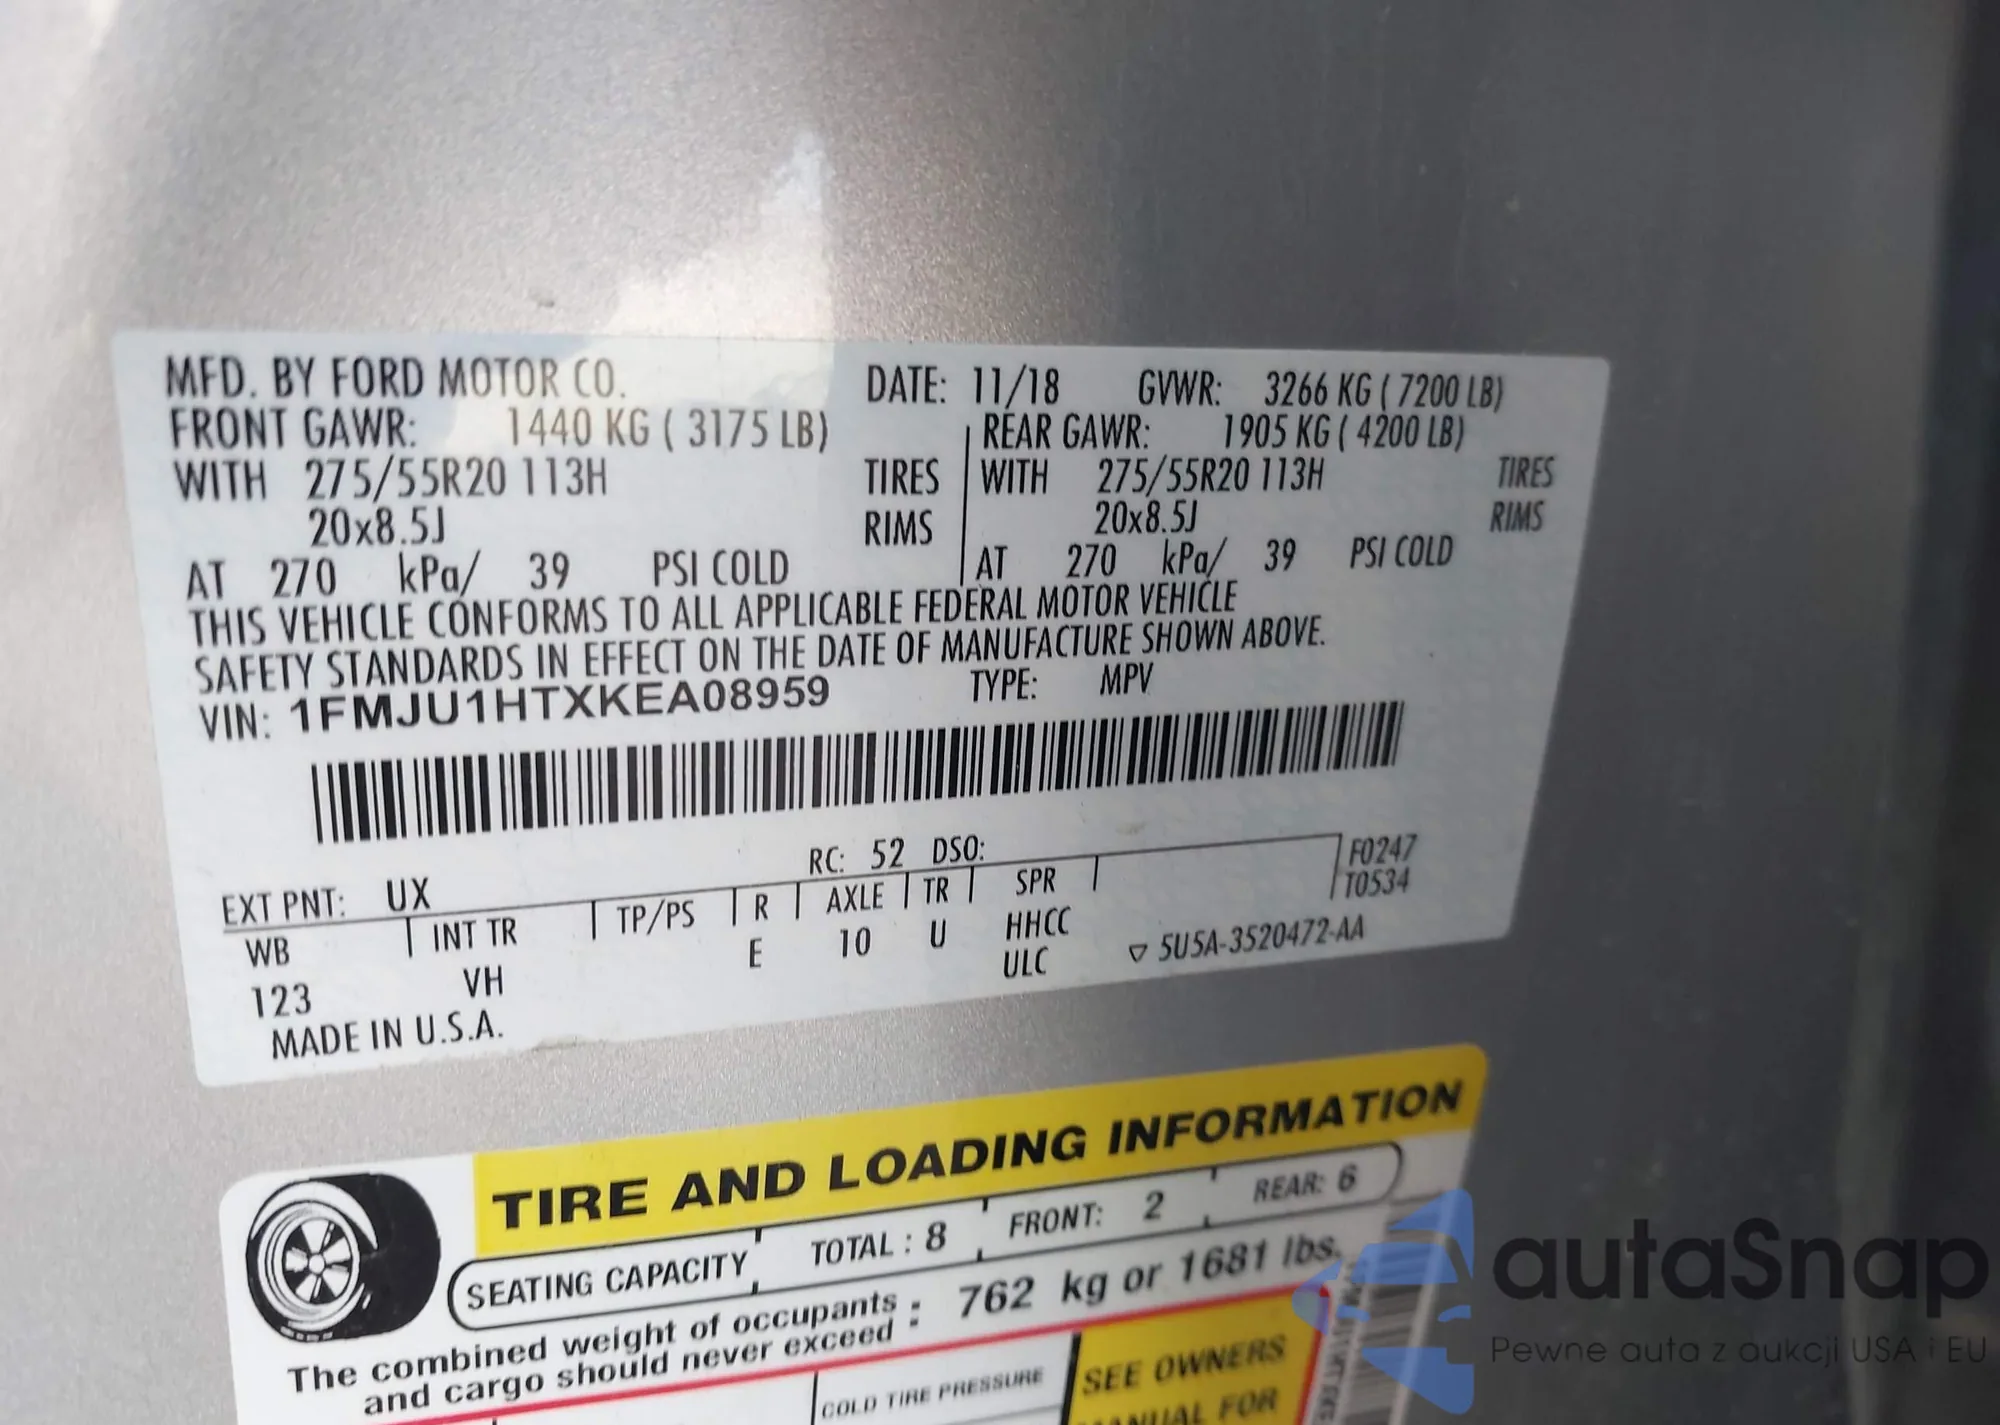 MFD. BY FORD MOTOR CO. DATE: 11/18 GVWR: 3266 KG ( 7200 LB)
FRONT GAWR: 1440 KG ( 3175 LB) REAR GAWR: 1905 KG ( 4200 LB)
WITH 275/55R20 113H TIRES WITH 275/55R20 113H TIRES
20x8.5J RIMS 20x8.5J RIMS
AT 270 kPa/ 39 PSI COLD AT 270 kPa/ 39 PSI COLD
THIS VEHICLE CONFORMS TO ALL APPLICABLE FEDERAL MOTOR VEHICLE
SAFETY STANDARDS IN EFFECT ON THE DATE OF MANUFACTURE SHOWN ABOVE.
VIN: 1FMJU1HTXKEA08959 TYPE: MPV
EXT PNT: UX RC: 52 DSO: F0247
WB INT TR TP/PS R AXLE TR SPR T0534
123 VH E 10 U HHCC
ULC ▽ 5U5A-3520472-AA
MADE IN U.S.A.
TIRE AND LOADING INFORMATION
SEATING CAPACITY TOTAL : 8 FRONT: 2 REAR: 6
The combined weight of occupants
and cargo should never exceed : 762 kg or 1681 lbs.
COLD TIRE PRESSURE
SEE OWNERS
MANUAL FOR
autaSnap
Pewne auta z aukcji USA i EU